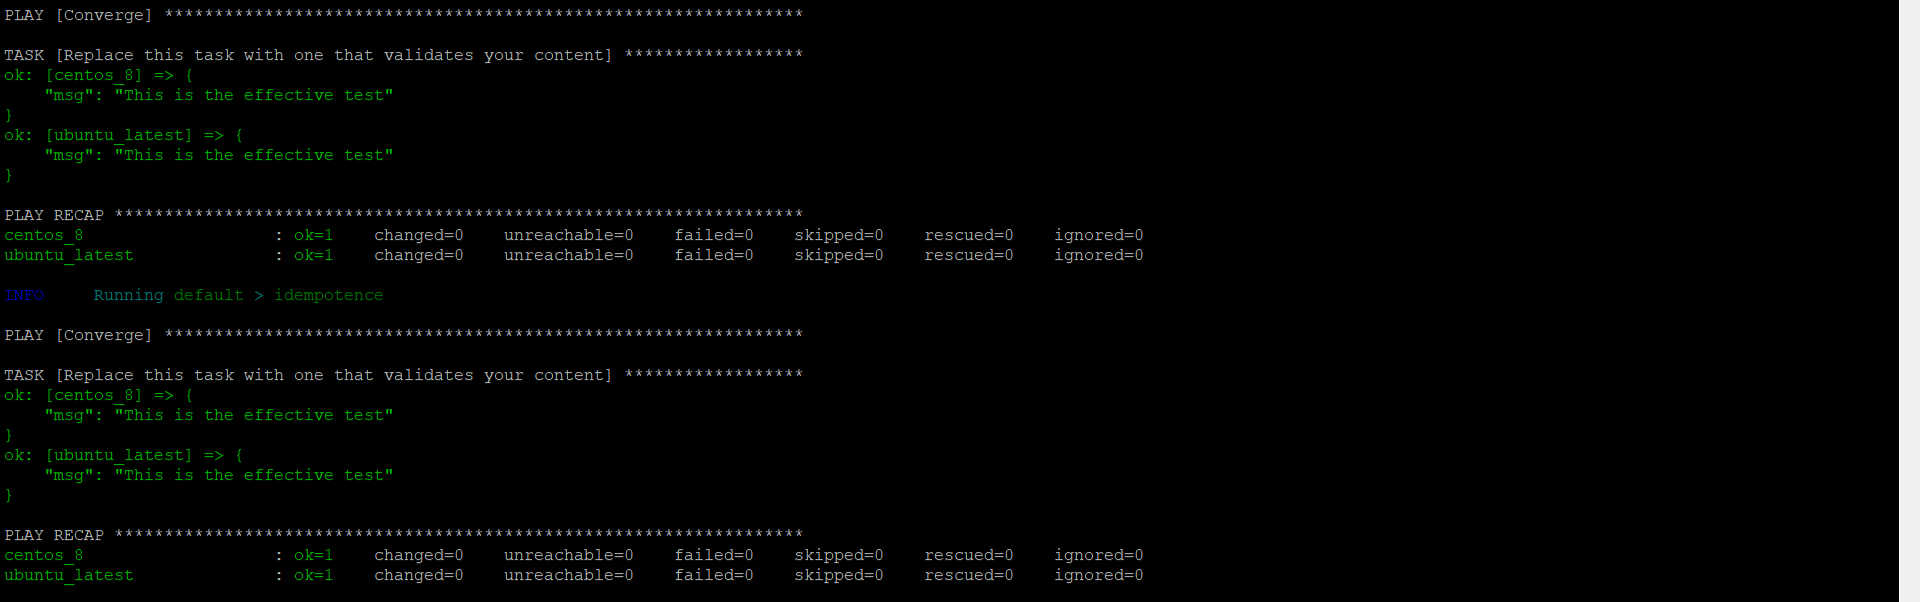 PLAY [Converge] ****************************************************************

TASK [Replace this task with one that validates your content] ******************
ok: [centos_8] => {
    "msg": "This is the effective test"
}
ok: [ubuntu_latest] => {
    "msg": "This is the effective test"
}

PLAY RECAP *********************************************************************
centos_8                   : ok=1    changed=0    unreachable=0    failed=0    skipped=0    rescued=0    ignored=0
ubuntu_latest              : ok=1    changed=0    unreachable=0    failed=0    skipped=0    rescued=0    ignored=0

INFO     Running default > idempotence

PLAY [Converge] ****************************************************************

TASK [Replace this task with one that validates your content] ******************
ok: [centos_8] => {
    "msg": "This is the effective test"
}
ok: [ubuntu_latest] => {
    "msg": "This is the effective test"
}

PLAY RECAP *********************************************************************
centos_8                   : ok=1    changed=0    unreachable=0    failed=0    skipped=0    rescued=0    ignored=0
ubuntu_latest              : ok=1    changed=0    unreachable=0    failed=0    skipped=0    rescued=0    ignored=0